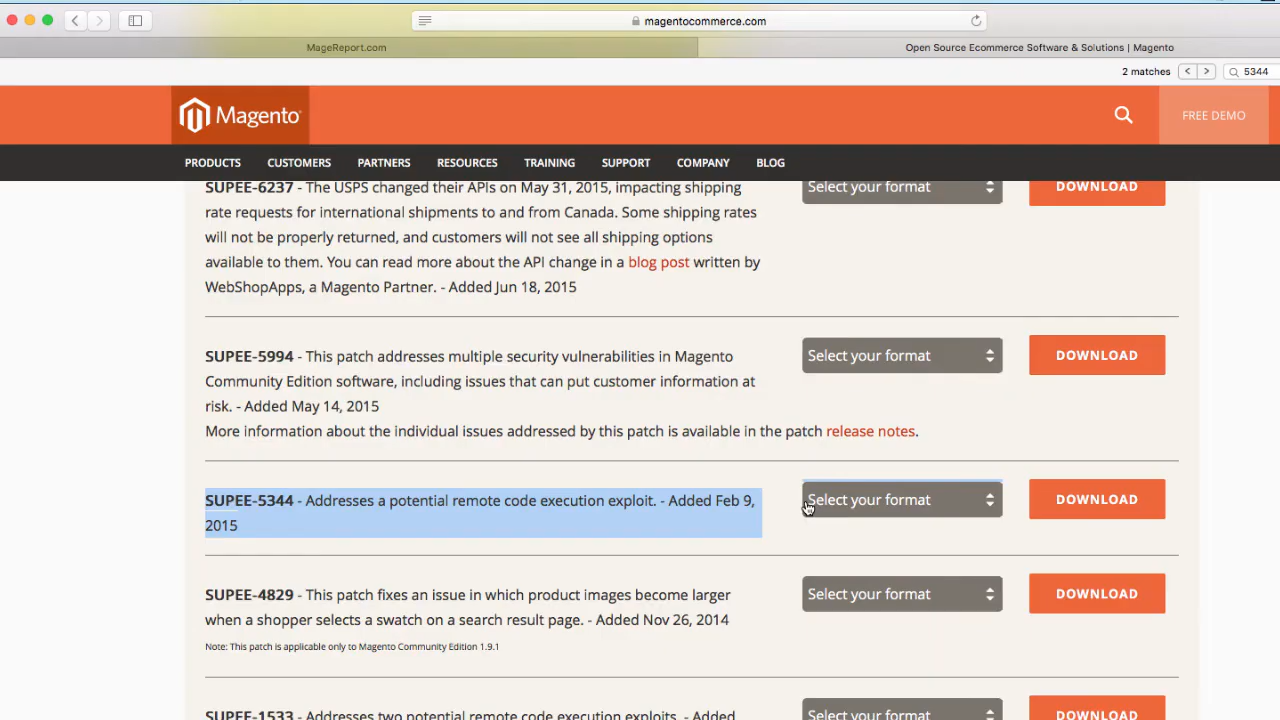 magentocommerce.com
MageReport.com
Open Source Ecommerce Software & Solutions | Magento
2 matches
5344
Magento
FREE DEMO
PRODUCTS CUSTOMERS PARTNERS RESOURCES TRAINING SUPPORT COMPANY BLOG
SUPEE-6237 - The USPS changed their APIs on May 31, 2015, impacting shipping
rate requests for international shipments to and from Canada. Some shipping rates
will not be properly returned, and customers will not see all shipping options
available to them. You can read more about the API change in a blog post written by
WebShopApps, a Magento Partner. - Added Jun 18, 2015
Select your format
DOWNLOAD
SUPEE-5994 - This patch addresses multiple security vulnerabilities in Magento
Community Edition software, including issues that can put customer information at
risk. - Added May 14, 2015
More information about the individual issues addressed by this patch is available in the patch release notes.
Select your format
DOWNLOAD
SUPEE-5344 - Addresses a potential remote code execution exploit. - Added Feb 9,
2015
Select your format
DOWNLOAD
SUPEE-4829 - This patch fixes an issue in which product images become larger
when a shopper selects a swatch on a search result page. - Added Nov 26, 2014
Note: This patch is applicable only to Magento Community Edition 1.9.1
Select your format
DOWNLOAD
SUPEE-1533 - Addresses two potential remote code execution exploits. - Added
Select your format
DOWNLOAD